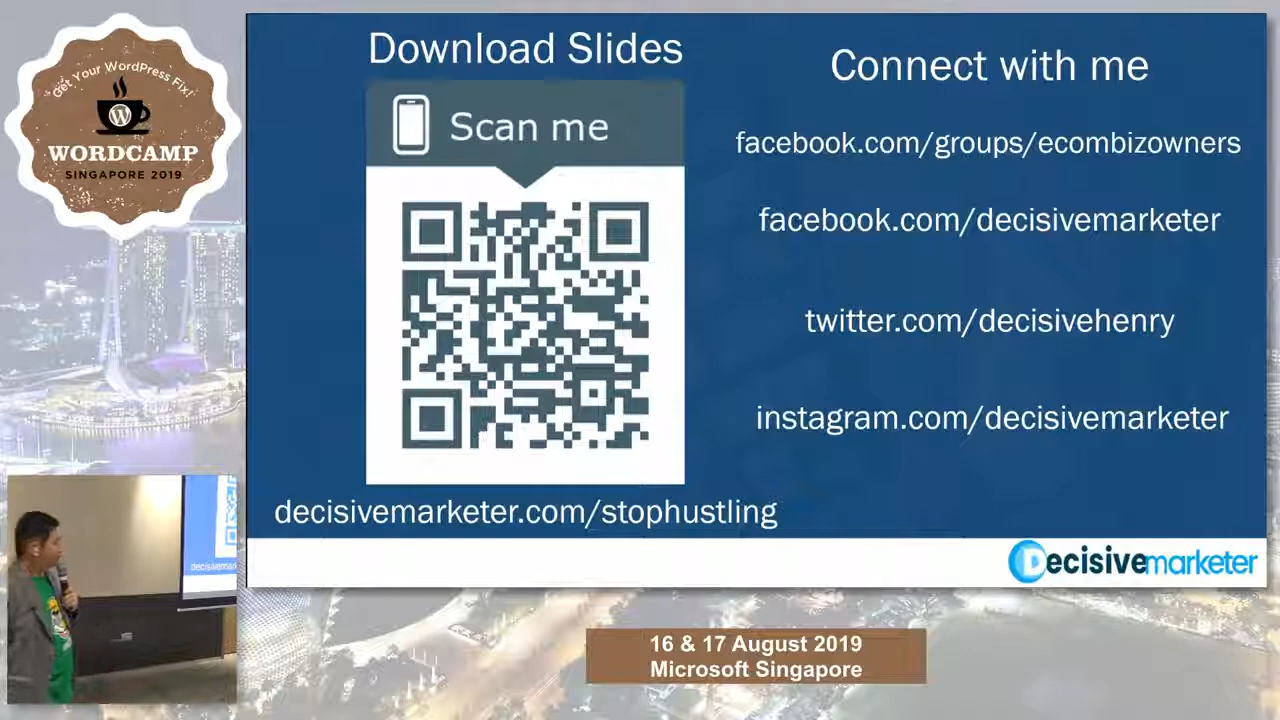 Get Your WordPress Fix!
WORDCAMP
SINGAPORE 2019
Download Slides
Scan me
decisivemarketer.com/stophustling
Connect with me
facebook.com/groups/ecombizowners
facebook.com/decisivemarketer
twitter.com/decisivehenry
instagram.com/decisivemarketer
Decisivemarketer
16 & 17 August 2019
Microsoft Singapore